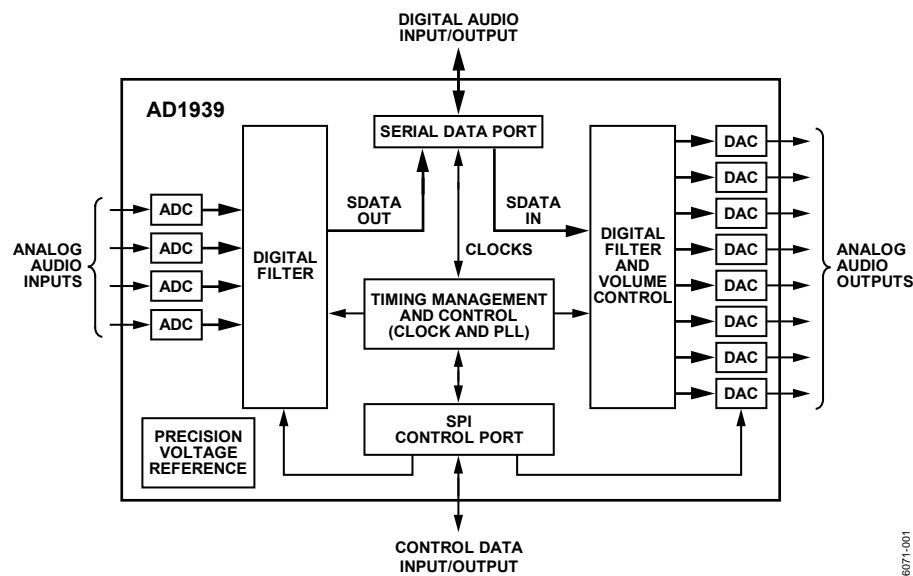 DIGITAL AUDIO
INPUT/OUTPUT
AD1939
SERIAL DATA PORT
SDATA
OUT
SDATA
IN
CLOCKS
ANALOG
AUDIO
INPUTS
ADC
ADC
ADC
ADC
DIGITAL
FILTER
TIMING MANAGEMENT
AND CONTROL
(CLOCK AND PLL)
DIGITAL
FILTER
AND
VOLUME
CONTROL
DAC
DAC
DAC
DAC
DAC
DAC
DAC
DAC
ANALOG
AUDIO
OUTPUTS
PRECISION
VOLTAGE
REFERENCE
SPI
CONTROL PORT
CONTROL DATA
INPUT/OUTPUT
6071-001